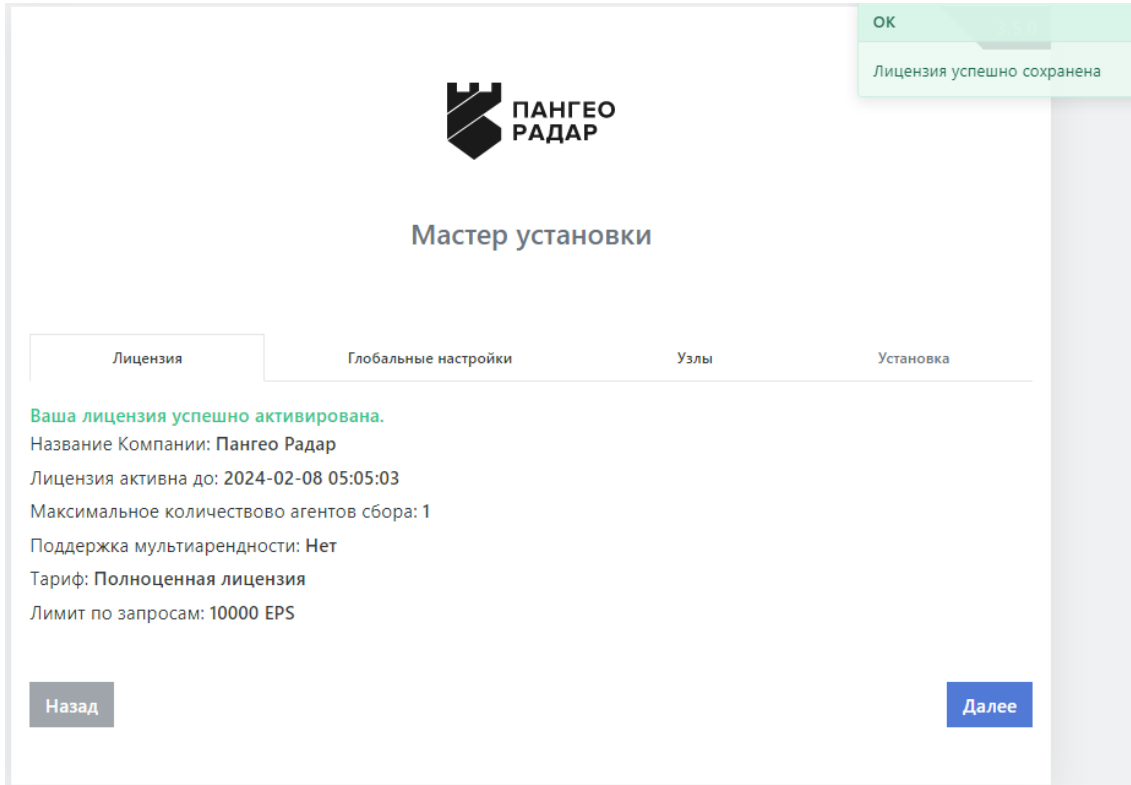 ОК
Лицензия успешно сохранена
ПАНГЕО
РАДАР
Мастер установки
Лицензия
Глобальные настройки
Узлы
Установка
Ваша лицензия успешно активирована.
Название Компании: Пангео Радар
Лицензия активна до: 2024-02-08 05:05:03
Максимальное количествово агентов сбора: 1
Поддержка мультиарендности: Нет
Тариф: Полноценная лицензия
Лимит по запросам: 10000 EPS
Назад
Далее